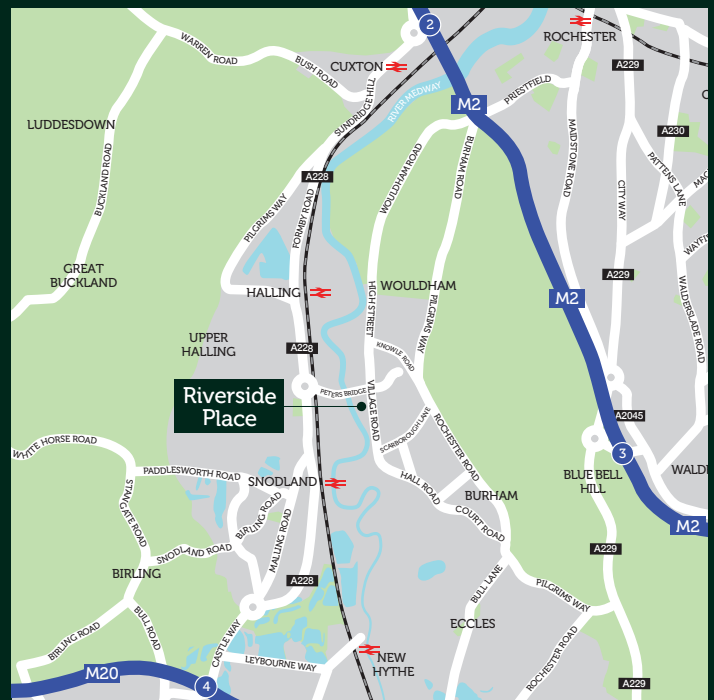 2
ROCHESTER
WARREN ROAD
BUSH ROAD
CUXTON
A229
M2
PRIESTFIELD
RIVER MEDWAY
SUNDRIDGE HILL
LUDDESDOWN
A230
MAIDSTONE ROAD
PATTENS LANE
BUCKLAND ROAD
A228
WOULDHAM ROAD
BURHAM ROAD
CITY WAY
PILGRIMS WAY
FORMBY ROAD
GREAT
BUCKLAND
HALLING
WOULDHAM
A229
M2
HIGH STREET
PILGRIMS WAY
WALDERSLADE ROAD
UPPER
HALLING
A228
KNOWLE ROAD
PETERS BRIDGE
Riverside
Place
VILLAGE ROAD
SCARBOROUGH LANE
ROCHESTER ROAD
A2045
3
WHITE HORSE ROAD
PADDLESWORTH ROAD
SNODLAND
HALL ROAD
BURHAM
BLUE BELL
HILL
STANGATE ROAD
BIRLING ROAD
MALLING ROAD
COURT ROAD
M2
SNODLAND ROAD
A229
BIRLING
A228
BULL LANE
PILGRIMS WAY
BIRLING ROAD
BULL ROAD
CASTLE WAY
ECCLES
LEYBOURNE WAY
NEW
HYTHE
ROCHESTER ROAD
M20
4
A229